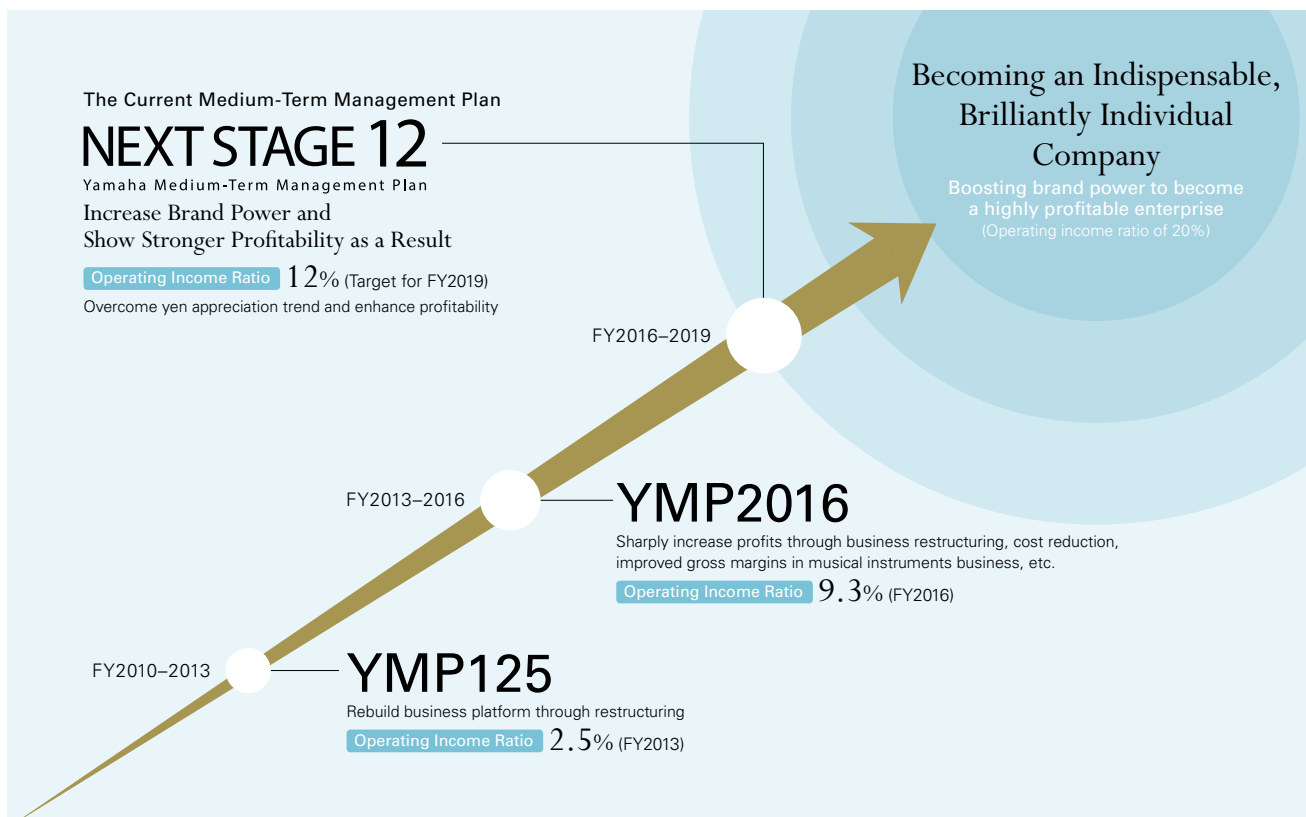 The Current Medium-Term Management Plan
NEXT STAGE 12
Yamaha Medium-Term Management Plan
Increase Brand Power and
Show Stronger Profitability as a Result
Operating Income Ratio 12% (Target for FY2019)
Overcome yen appreciation trend and enhance profitability
Becoming an Indispensable,
Brilliantly Individual
Company
Boosting brand power to become
a highly profitable enterprise
(Operating income ratio of 20%)
FY2016–2019
FY2013–2016
YMP2016
Sharply increase profits through business restructuring, cost reduction,
improved gross margins in musical instruments business, etc.
Operating Income Ratio 9.3% (FY2016)
FY2010–2013
YMP125
Rebuild business platform through restructuring
Operating Income Ratio 2.5% (FY2013)